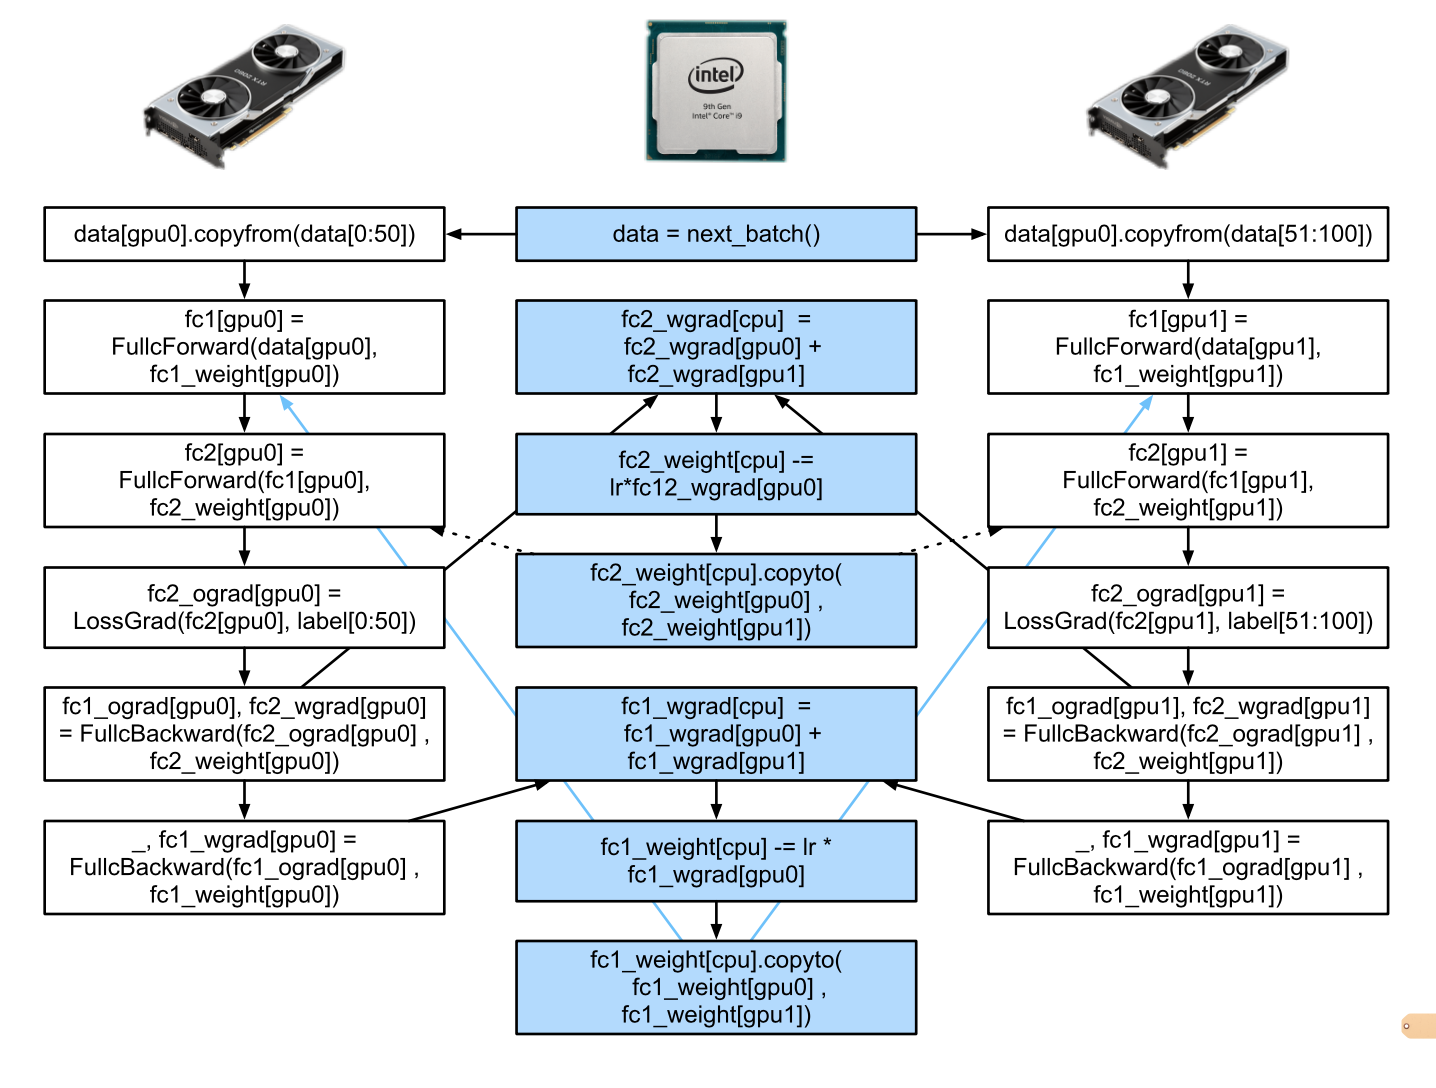 RTX 2080
intel
9th Gen
Intel® Core™ i9
RTX 2080
data[gpu0].copyfrom(data[0:50])
data = next_batch()
data[gpu0].copyfrom(data[51:100])
fc1[gpu0] =
FullcForward(data[gpu0],
fc1_weight[gpu0])
fc2_wgrad[cpu]  =
fc2_wgrad[gpu0] +
fc2_wgrad[gpu1]
fc1[gpu1] =
FullcForward(data[gpu1],
fc1_weight[gpu1])
fc2[gpu0] =
FullcForward(fc1[gpu0],
fc2_weight[gpu0])
fc2_weight[cpu] -=
lr*fc12_wgrad[gpu0]
fc2[gpu1] =
FullcForward(fc1[gpu1],
fc2_weight[gpu1])
fc2_ograd[gpu0] =
LossGrad(fc2[gpu0], label[0:50])
fc2_weight[cpu].copyto(
fc2_weight[gpu0] ,
fc2_weight[gpu1])
fc2_ograd[gpu1] =
LossGrad(fc2[gpu1], label[51:100])
fc1_ograd[gpu0], fc2_wgrad[gpu0]
= FullcBackward(fc2_ograd[gpu0] ,
fc2_weight[gpu0])
fc1_wgrad[cpu]  =
fc1_wgrad[gpu0] +
fc1_wgrad[gpu1]
fc1_ograd[gpu1], fc2_wgrad[gpu1]
= FullcBackward(fc2_ograd[gpu1] ,
fc2_weight[gpu1])
_, fc1_wgrad[gpu0] =
FullcBackward(fc1_ograd[gpu0] ,
fc1_weight[gpu0])
fc1_weight[cpu] -= lr *
fc1_wgrad[gpu0]
_, fc1_wgrad[gpu1] =
FullcBackward(fc1_ograd[gpu1] ,
fc1_weight[gpu1])
fc1_weight[cpu].copyto(
fc1_weight[gpu0] ,
fc1_weight[gpu1])